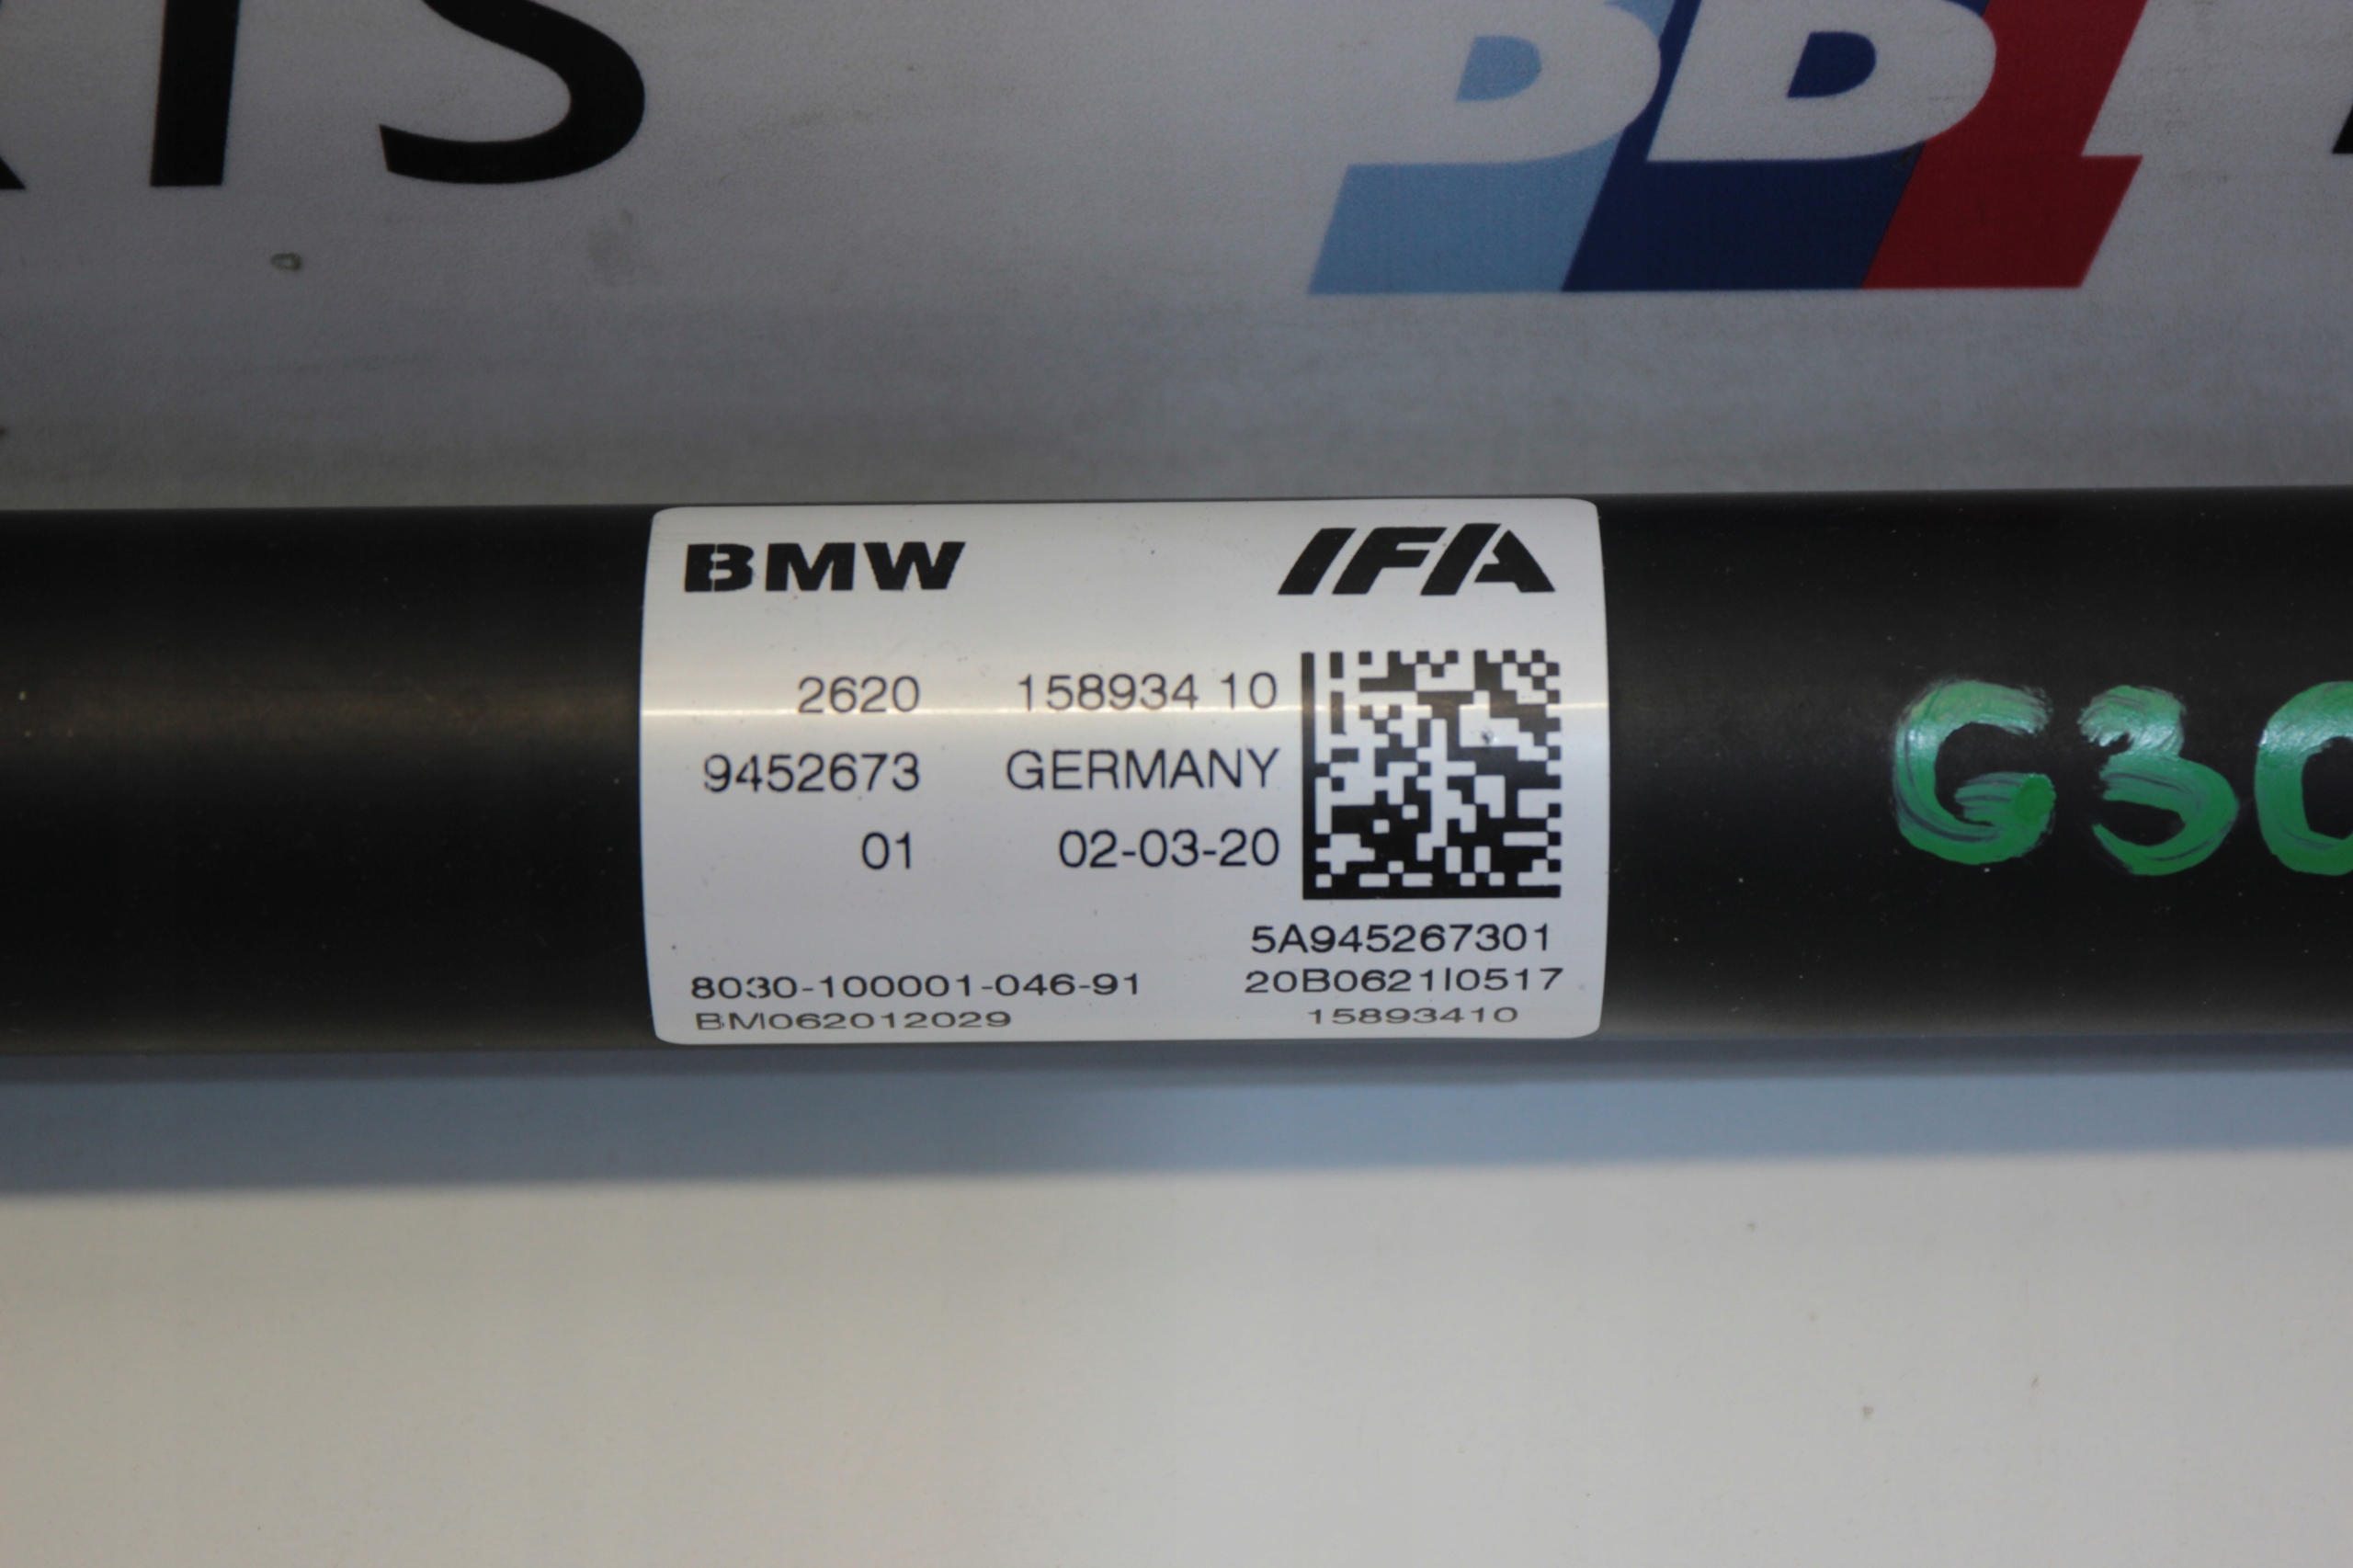 BMW IFA
2620 158934 10
9452673 GERMANY
01 02-03-20
5A945267301
8030-100001-046-91 20B0621I0517
BM062012029 15893410
G30